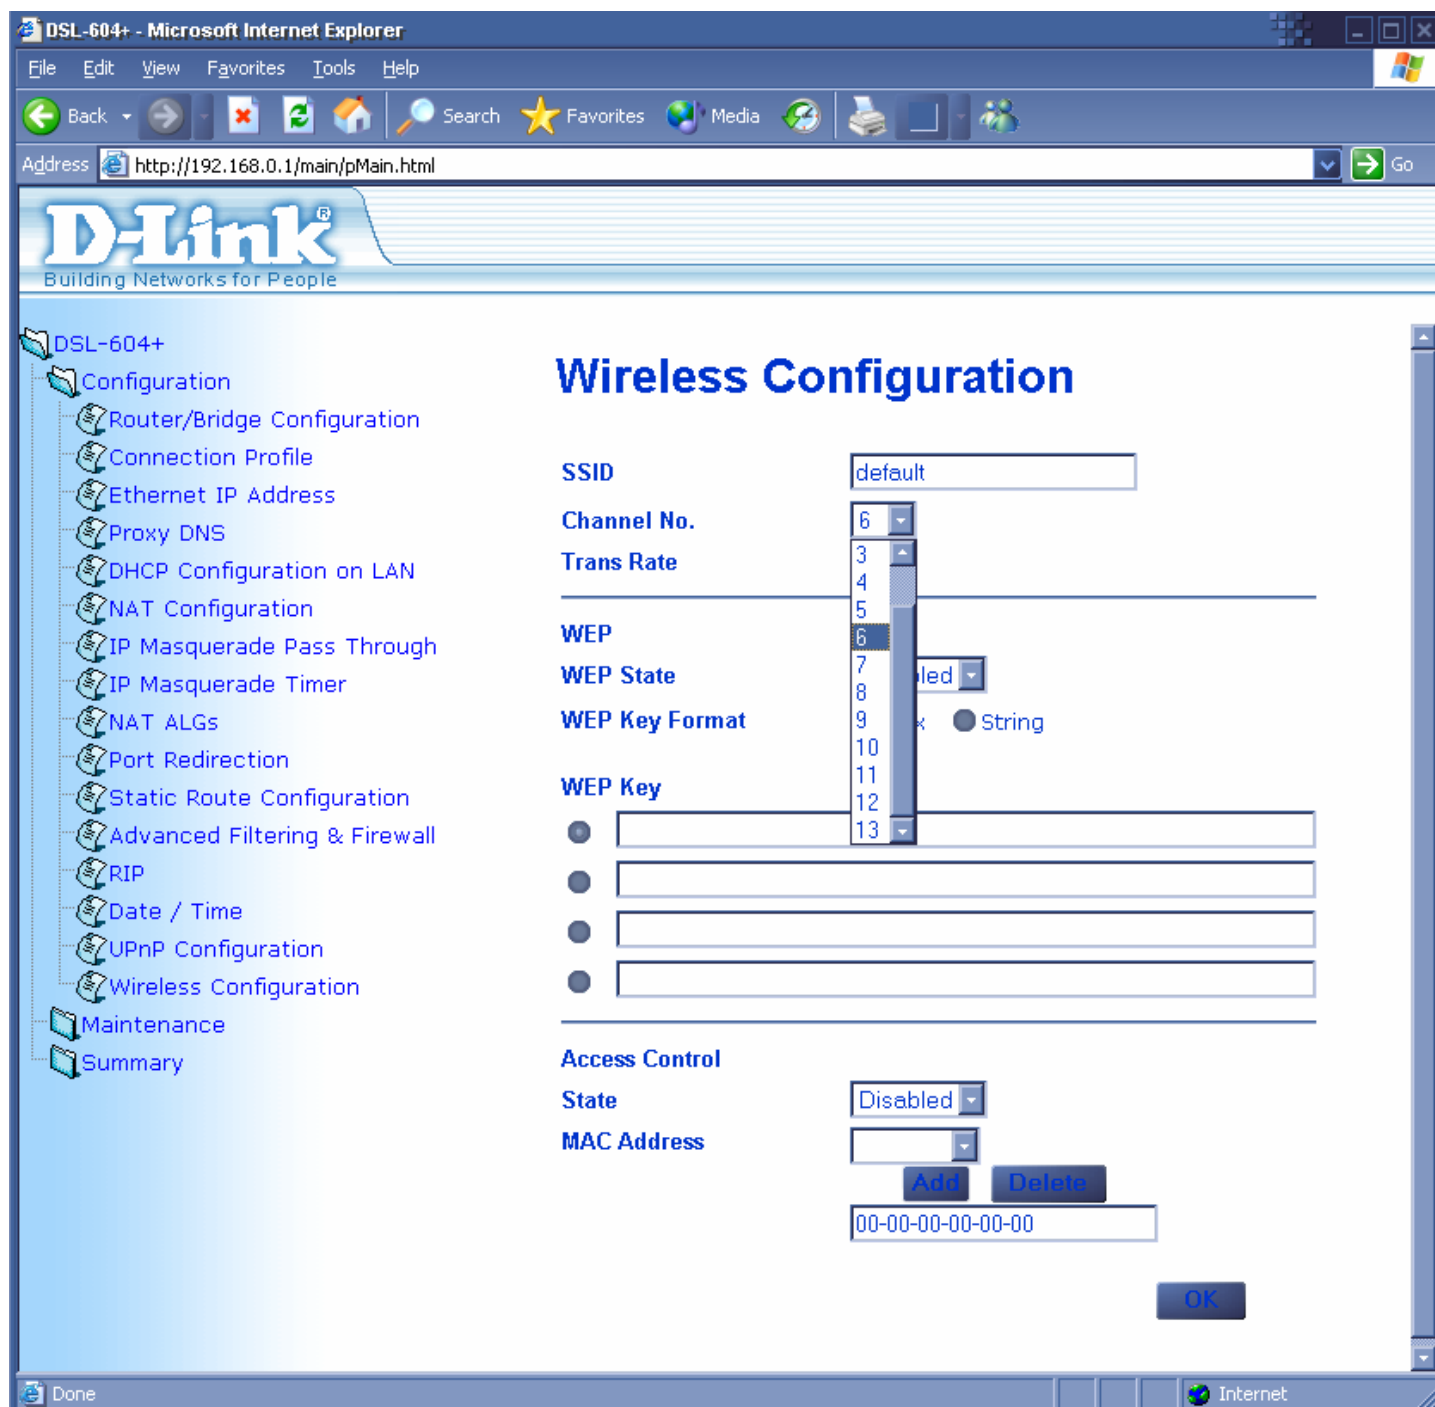 DSL-604+ - Microsoft Internet Explorer
File Edit View Favorites Tools Help
Back Search Favorites Media
Address http://192.168.0.1/main/pMain.html Go
D-Link®
Building Networks for People
DSL-604+
Configuration
Router/Bridge Configuration
Connection Profile
Ethernet IP Address
Proxy DNS
DHCP Configuration on LAN
NAT Configuration
IP Masquerade Pass Through
IP Masquerade Timer
NAT ALGs
Port Redirection
Static Route Configuration
Advanced Filtering & Firewall
RIP
Date / Time
UPnP Configuration
Wireless Configuration
Maintenance
Summary
Wireless Configuration
SSID default
Channel No. 6
3
4
5
6
7
8
9
10
11
12
13
Trans Rate
WEP
WEP State
WEP Key Format String
WEP Key
Access Control
State Disabled
MAC Address
Add Delete
00-00-00-00-00-00
OK
Done Internet